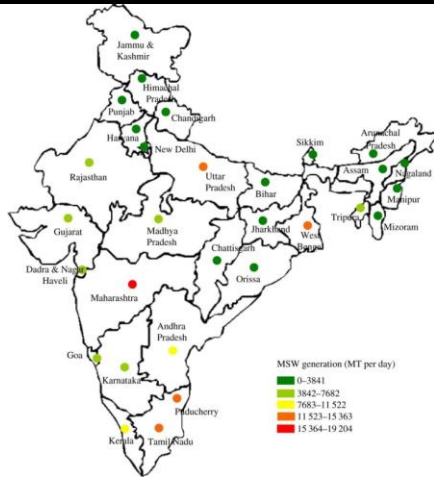 Jammu &
Kashmir
Himachal
Pradesh
Punjab
Chandigarh
Haryana
New Delhi
Rajasthan
Uttar
Pradesh
Bihar
Sikkim
Arunachal
Pradesh
Assam
Nagaland
Manipur
Mizoram
Tripura
West
Bengal
Jharkhand
Gujarat
Madhya
Pradesh
Chattisgarh
Orissa
Dadra & Nagar
Haveli
Maharashtra
Andhra
Pradesh
Goa
Karnataka
Puducherry
Kerala
Tamil Nadu
MSW generation (MT per day)
0–3841
3842–7682
7683–11 522
11 523–15 363
15 364–19 204